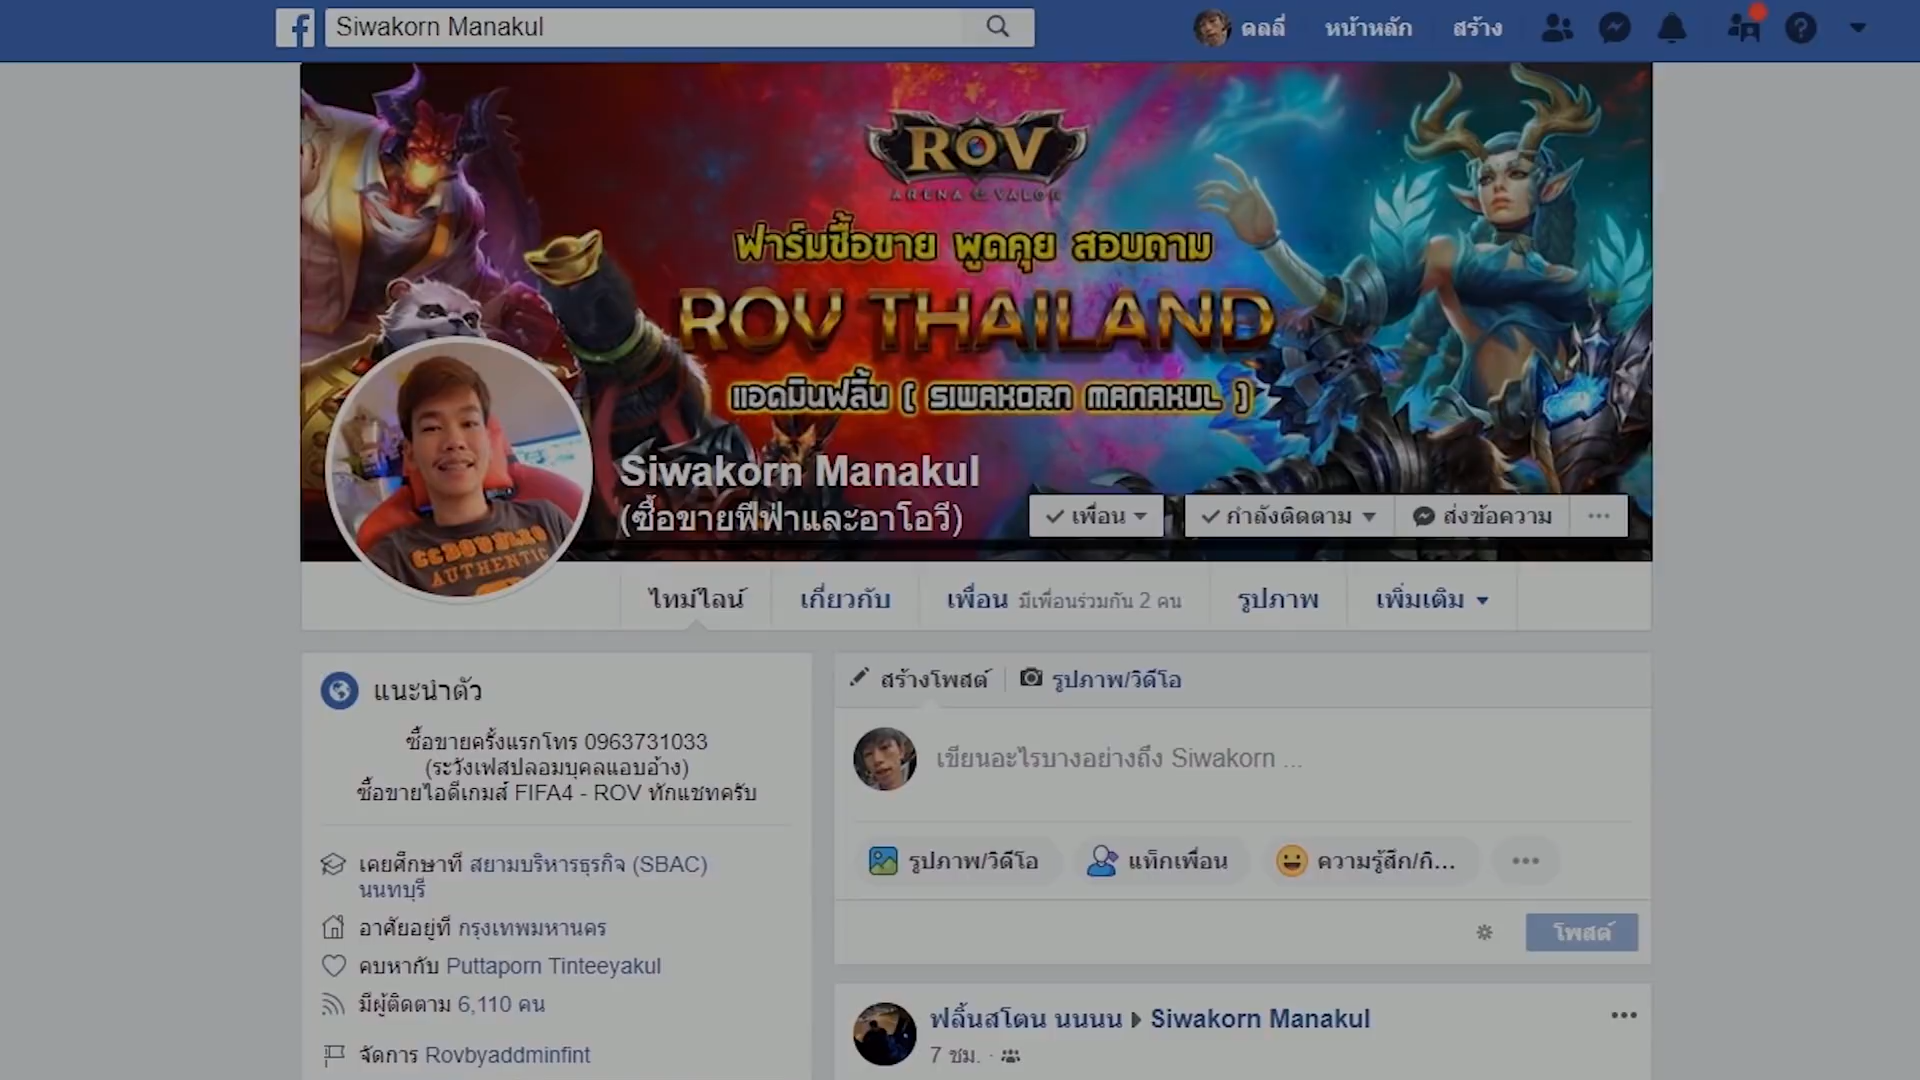 Siwakorn Manakul
ดลลี่
หน้าหลัก
สร้าง
ROV
ARENA OF VALOR
ฟาร์มซื้อขาย พูดคุย สอบถาม
ROV THAILAND
แอดมินฟลิ้น ( SIWAKORN MANAKUL )
Siwakorn Manakul
(ซื้อขายฟีฟ่าและอาโอวี)
เพื่อน
กำลังติดตาม
ส่งข้อความ
CCDOUBLEO
AUTHENTIC
ไทม์ไลน์
เกี่ยวกับ
เพื่อน มีเพื่อนร่วมกัน 2 คน
รูปภาพ
เพิ่มเติม
แนะนำตัว
ซื้อขายครั้งแรกโทร 0963731033
(ระวังเฟสปลอมบุคลแอบอ้าง)
ซื้อขายไอดีเกมส์ FIFA4 - ROV ทักแชทครับ
เคยศึกษาที่ สยามบริหารธุรกิจ (SBAC)
นนทบุรี
อาศัยอยู่ที่ กรุงเทพมหานคร
คบหากับ Puttaporn Tinteeyakul
มีผู้ติดตาม 6,110 คน
จัดการ Rovbyaddminfint
สร้างโพสต์
รูปภาพ/วิดีโอ
เขียนอะไรบางอย่างถึง Siwakorn ...
รูปภาพ/วิดีโอ
แท็กเพื่อน
ความรู้สึก/กิ...
โพสต์
ฟลิ้นสโตน นนนน Siwakorn Manakul
7 ชม. ·